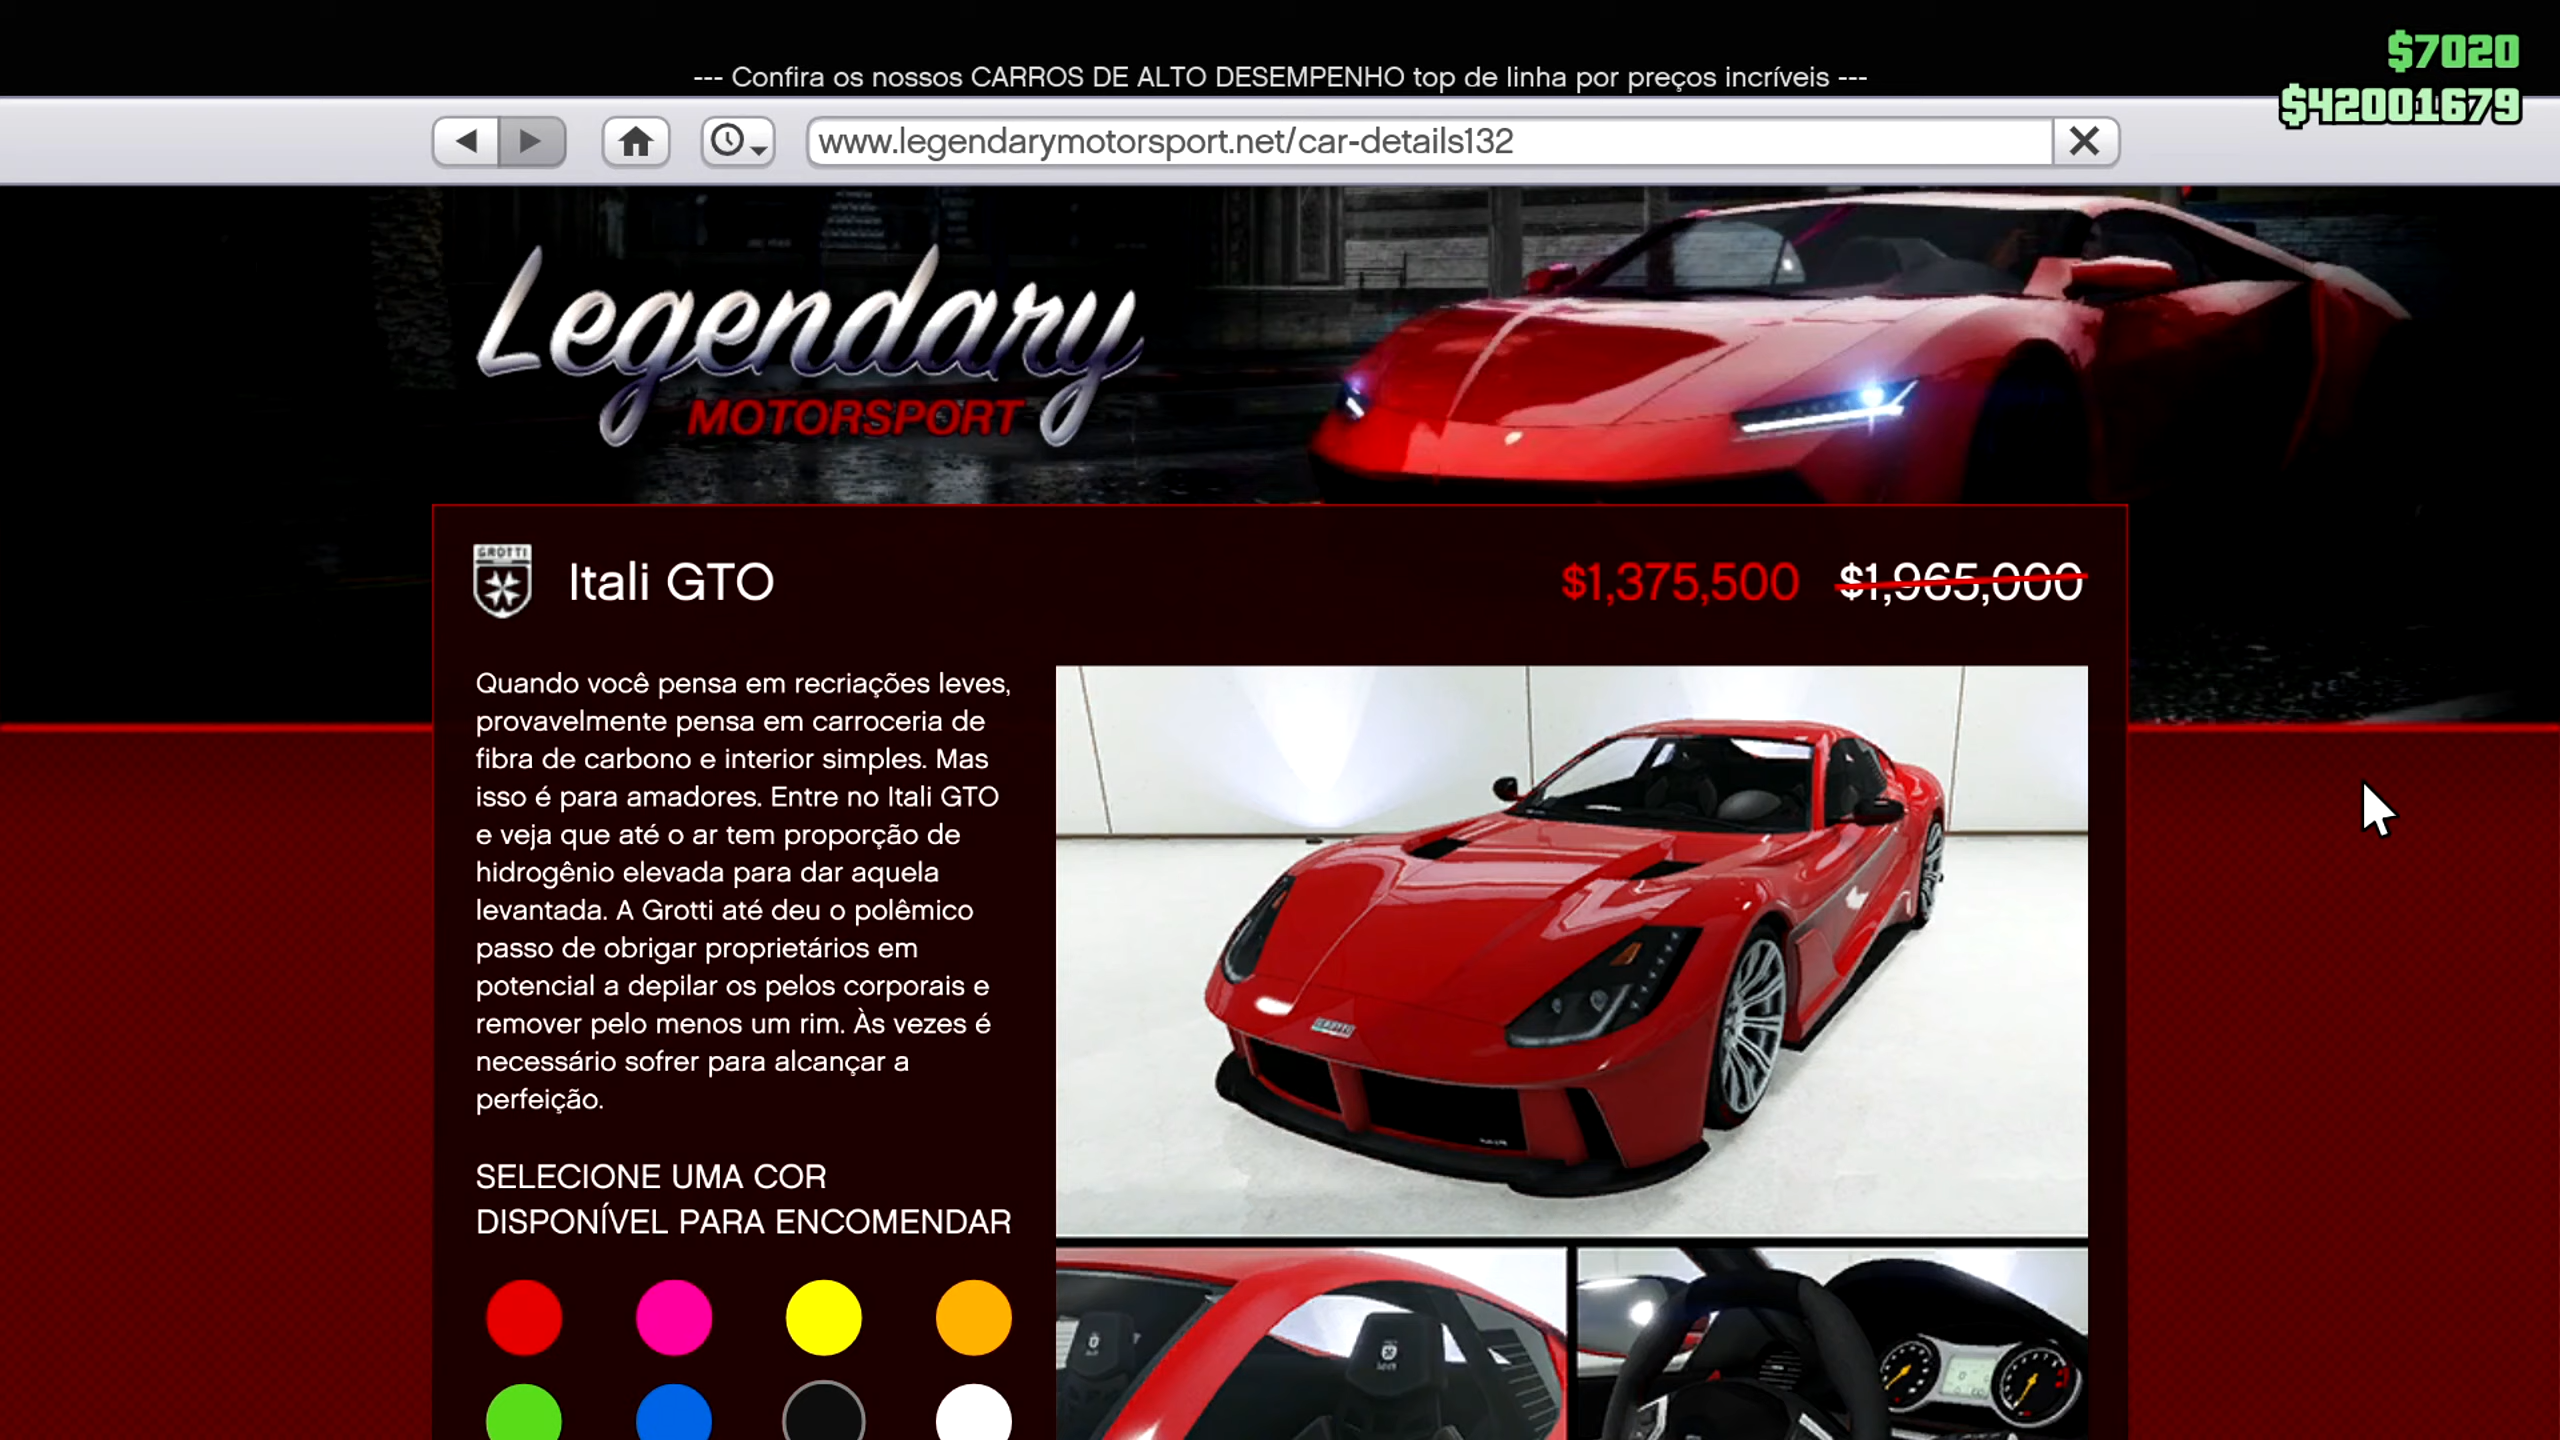 $7020
--- Confira os nossos CARROS DE ALTO DESEMPENHO top de linha por preços incríveis ---
$42001679
www.legendarymotorsport.net/car-details132
Legendary
MOTORSPORT
GROTTI
Itali GTO
$1,375,500 $1,965,000
Quando você pensa em recriações leves,
provavelmente pensa em carroceria de
fibra de carbono e interior simples. Mas
isso é para amadores. Entre no Itali GTO
e veja que até o ar tem proporção de
hidrogênio elevada para dar aquela
levantada. A Grotti até deu o polêmico
passo de obrigar proprietários em
potencial a depilar os pelos corporais e
remover pelo menos um rim. Às vezes é
necessário sofrer para alcançar a
perfeição.
SELECIONE UMA COR
DISPONÍVEL PARA ENCOMENDAR